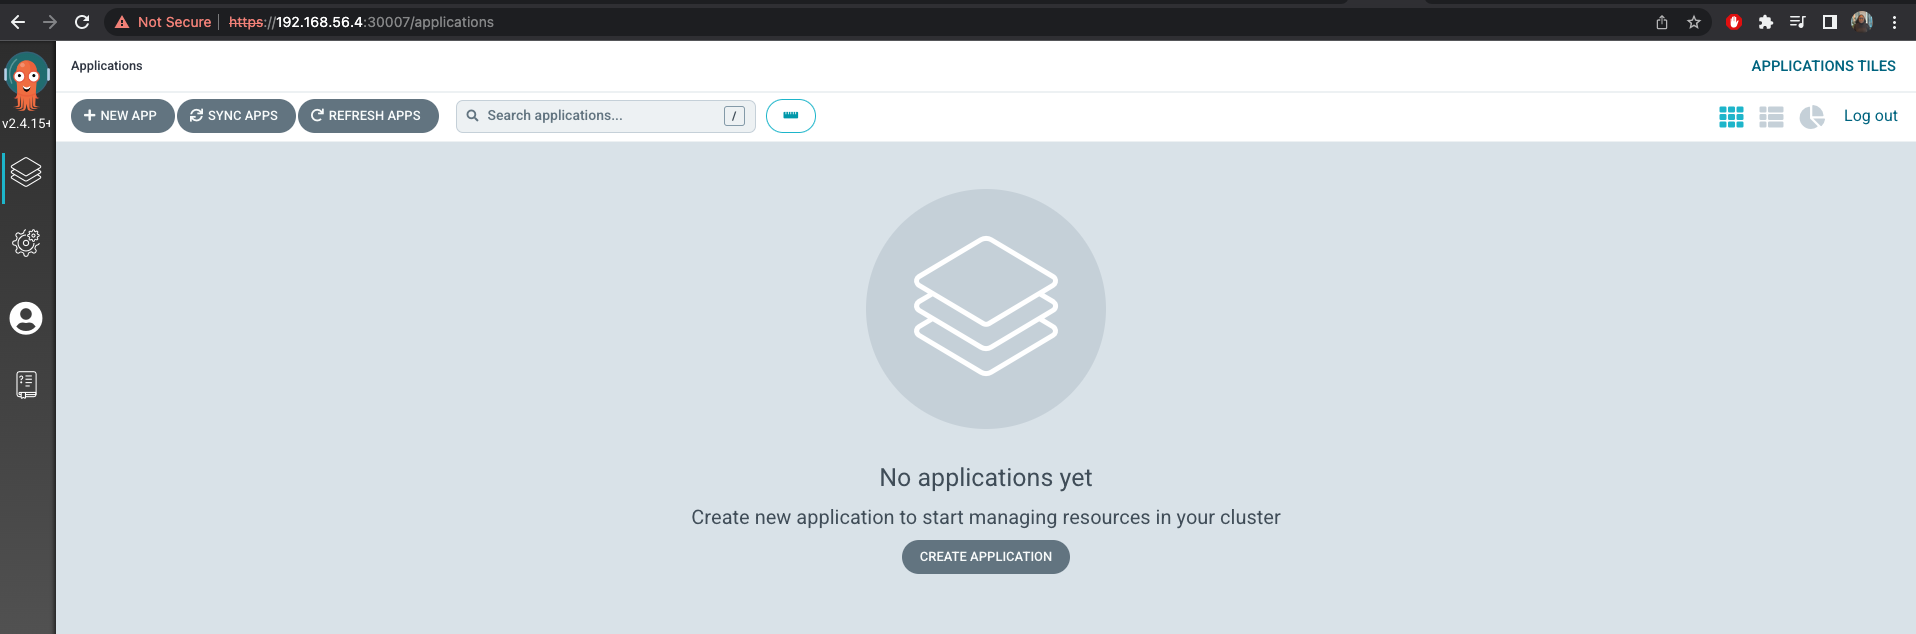 Not Secure | https://192.168.56.4:30007/applications
Applications
APPLICATIONS TILES
v2.4.15+
NEW APP
SYNC APPS
REFRESH APPS
Search applications...
/
Log out
No applications yet
Create new application to start managing resources in your cluster
CREATE APPLICATION